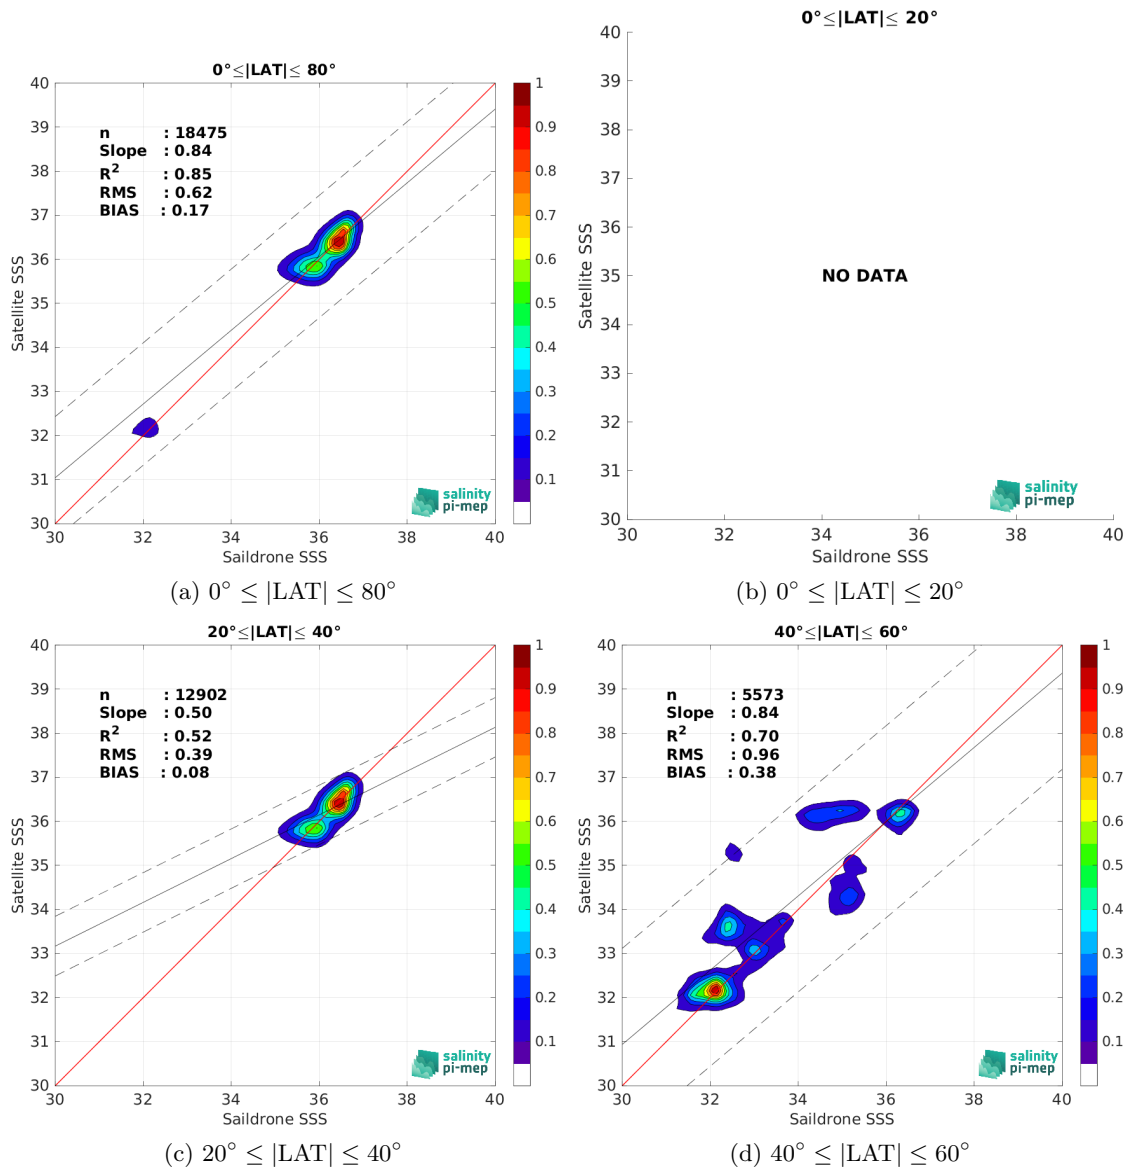 0°≤|LAT|≤ 80°
n : 18475
Slope : 0.84
R² : 0.85
RMS : 0.62
BIAS : 0.17
40
39
38
37
36
35
34
33
32
31
30
30 32 34 36 38 40
Satellite SSS
Saildrone SSS
1
0.9
0.8
0.7
0.6
0.5
0.4
0.3
0.2
0.1
salinity
pi-mep
(a) 0° ≤ |LAT| ≤ 80°
0°≤|LAT|≤ 20°
NO DATA
40
39
38
37
36
35
34
33
32
31
30
30 32 34 36 38 40
Satellite SSS
Saildrone SSS
salinity
pi-mep
(b) 0° ≤ |LAT| ≤ 20°
20°≤|LAT|≤ 40°
n : 12902
Slope : 0.50
R² : 0.52
RMS : 0.39
BIAS : 0.08
40
39
38
37
36
35
34
33
32
31
30
30 32 34 36 38 40
Satellite SSS
Saildrone SSS
1
0.9
0.8
0.7
0.6
0.5
0.4
0.3
0.2
0.1
salinity
pi-mep
(c) 20° ≤ |LAT| ≤ 40°
40°≤|LAT|≤ 60°
n : 5573
Slope : 0.84
R² : 0.70
RMS : 0.96
BIAS : 0.38
40
39
38
37
36
35
34
33
32
31
30
30 32 34 36 38 40
Satellite SSS
Saildrone SSS
1
0.9
0.8
0.7
0.6
0.5
0.4
0.3
0.2
0.1
salinity
pi-mep
(d) 40° ≤ |LAT| ≤ 60°